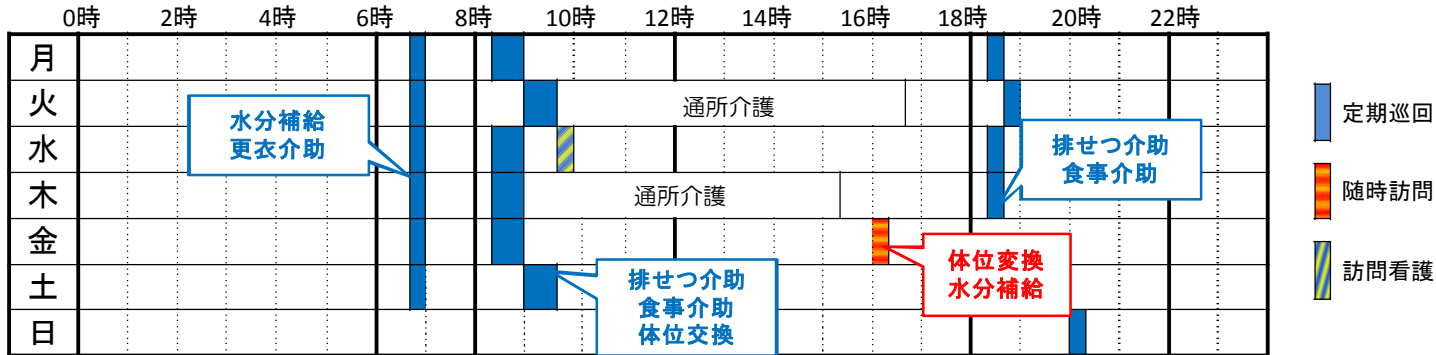 0時 2時 4時 6時 8時 10時 12時 14時 16時 18時 20時 22時
月
火
通所介護
水
木
通所介護
金
土
日
水分補給
更衣介助
排せつ介助
食事介助
排せつ介助
食事介助
体位交換
体位変換
水分補給
定期巡回
随時訪問
訪問看護